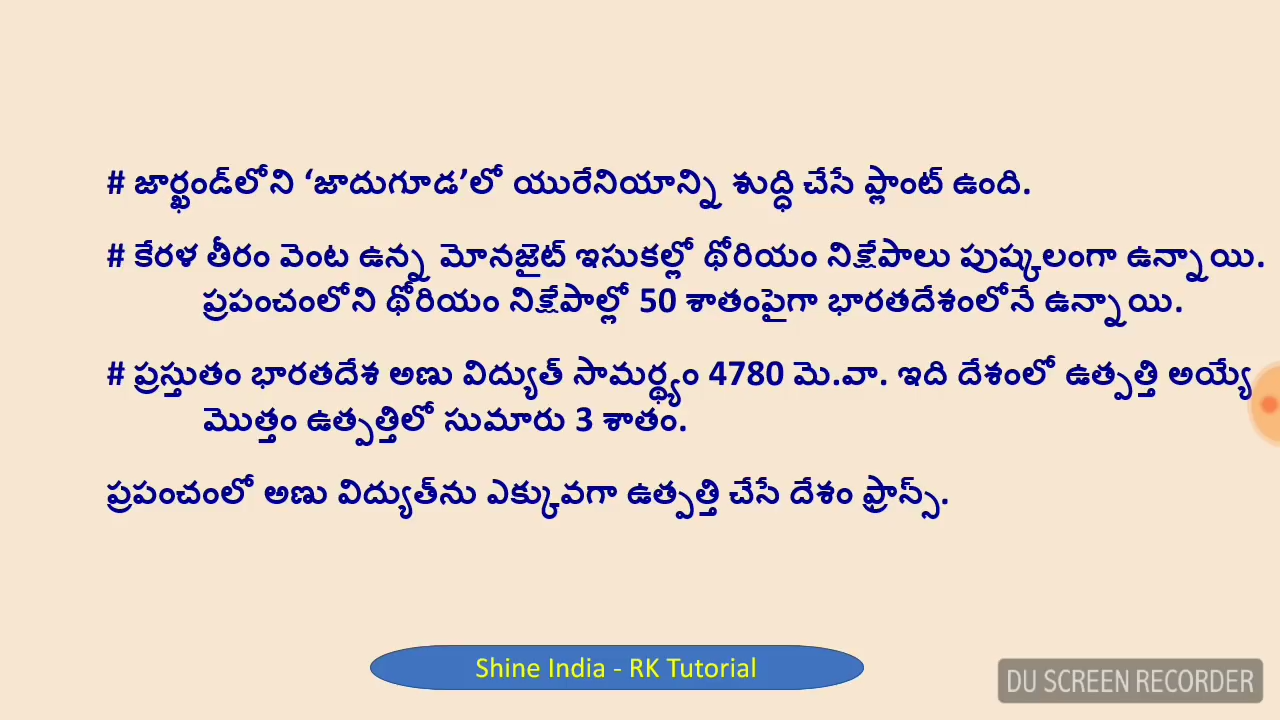 # జార్ఖండ్‌లోని ‘జాదుగూడ’లో యురేనియాన్ని శుద్ధి చేసే ప్లాంట్ ఉంది.
# కేరళ తీరం వెంట ఉన్న మోనజైట్ ఇసుకల్లో థోరియం నిక్షేపాలు పుష్కలంగా ఉన్నాయి.
ప్రపంచంలోని థోరియం నిక్షేపాల్లో 50 శాతంపైగా భారతదేశంలోనే ఉన్నాయి.
# ప్రస్తుతం భారతదేశ అణు విద్యుత్ సామర్థ్యం 4780 మె.వా. ఇది దేశంలో ఉత్పత్తి అయ్యే
మొత్తం ఉత్పత్తిలో సుమారు 3 శాతం.
ప్రపంచంలో అణు విద్యుత్‌ను ఎక్కువగా ఉత్పత్తి చేసే దేశం ఫ్రాన్స్.
Shine India - RK Tutorial
DU SCREEN RECORDER